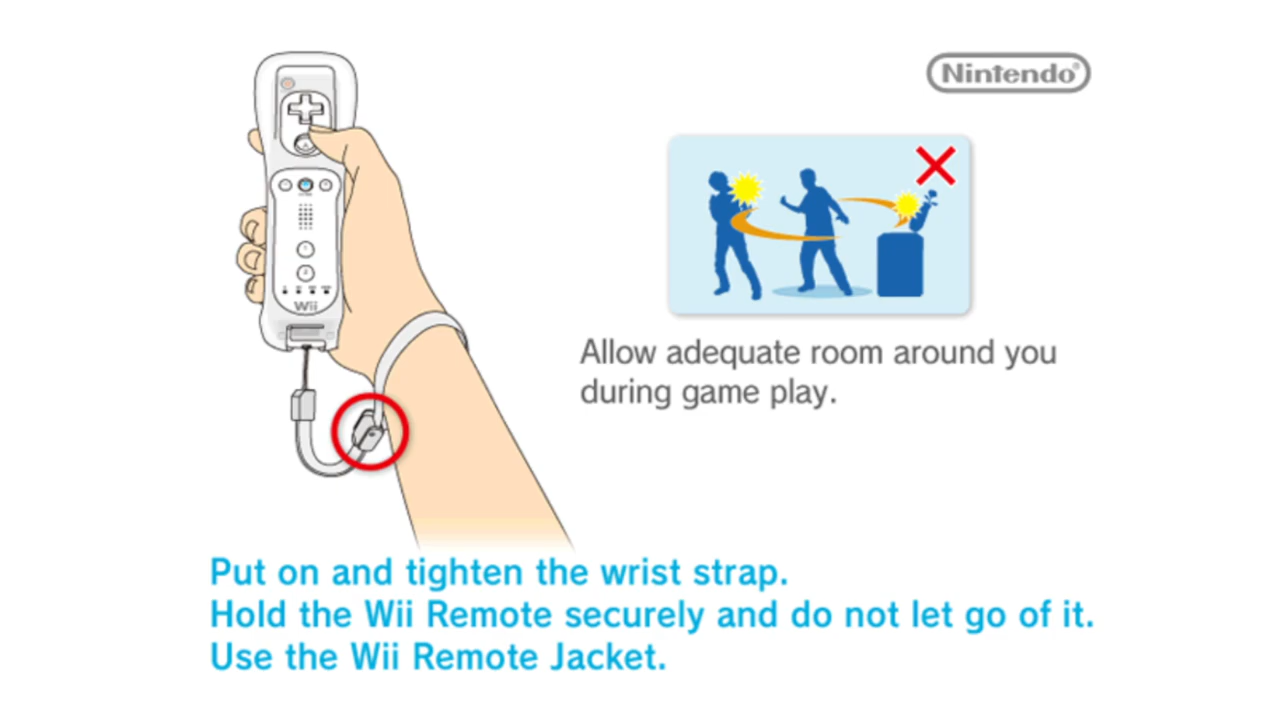 Nintendo®
Allow adequate room around you
during game play.
Wii
Put on and tighten the wrist strap.
Hold the Wii Remote securely and do not let go of it.
Use the Wii Remote Jacket.